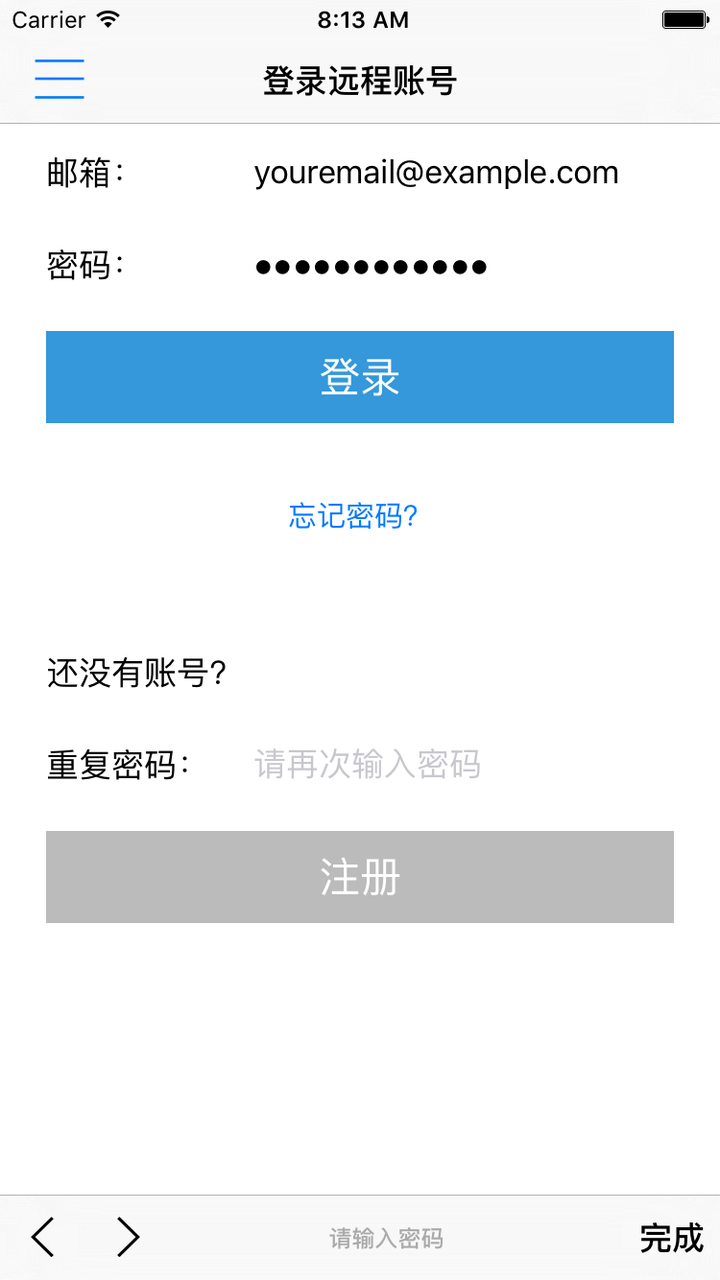 Carrier 8:13 AM
登录远程账号
邮箱： youremail@example.com
密码： ●●●●●●●●●●●●
登录
忘记密码?
还没有账号?
重复密码： 请再次输入密码
注册
请输入密码 完成